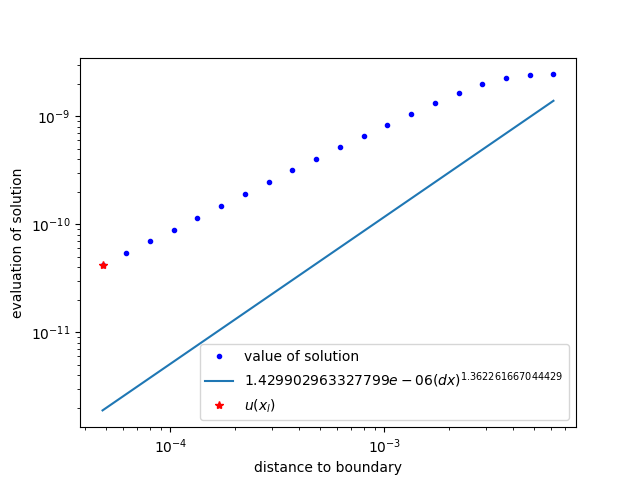 10⁻⁹
10⁻¹⁰
10⁻¹¹
evaluation of solution
value of solution
1.429902963327799e − 06(dx)^1.362261667044429
u(x_l)
10⁻⁴
10⁻³
distance to boundary